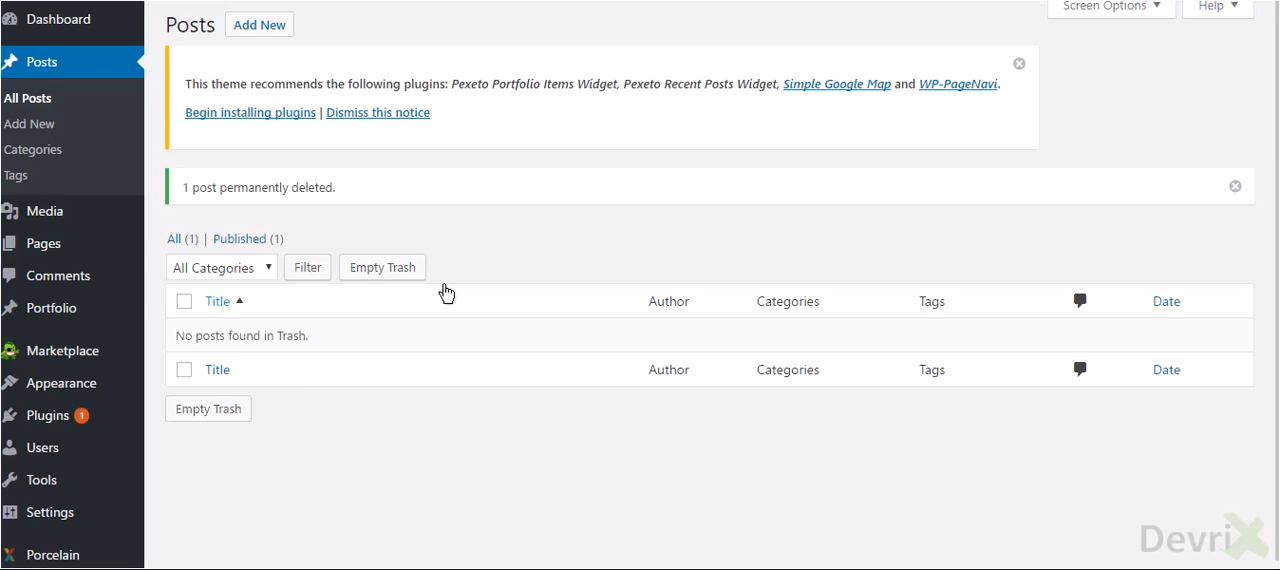 Dashboard
Posts
All Posts
Add New
Categories
Tags
Media
Pages
Comments
Portfolio
Marketplace
Appearance
Plugins 1
Users
Tools
Settings
Porcelain
Screen Options Help
Posts Add New
This theme recommends the following plugins: Pexeto Portfolio Items Widget, Pexeto Recent Posts Widget, Simple Google Map and WP-PageNavi.
Begin installing plugins | Dismiss this notice
1 post permanently deleted.
All (1) | Published (1)
All Categories Filter Empty Trash
Title Author Categories Tags Date
No posts found in Trash.
Title Author Categories Tags Date
Empty Trash
DevriX